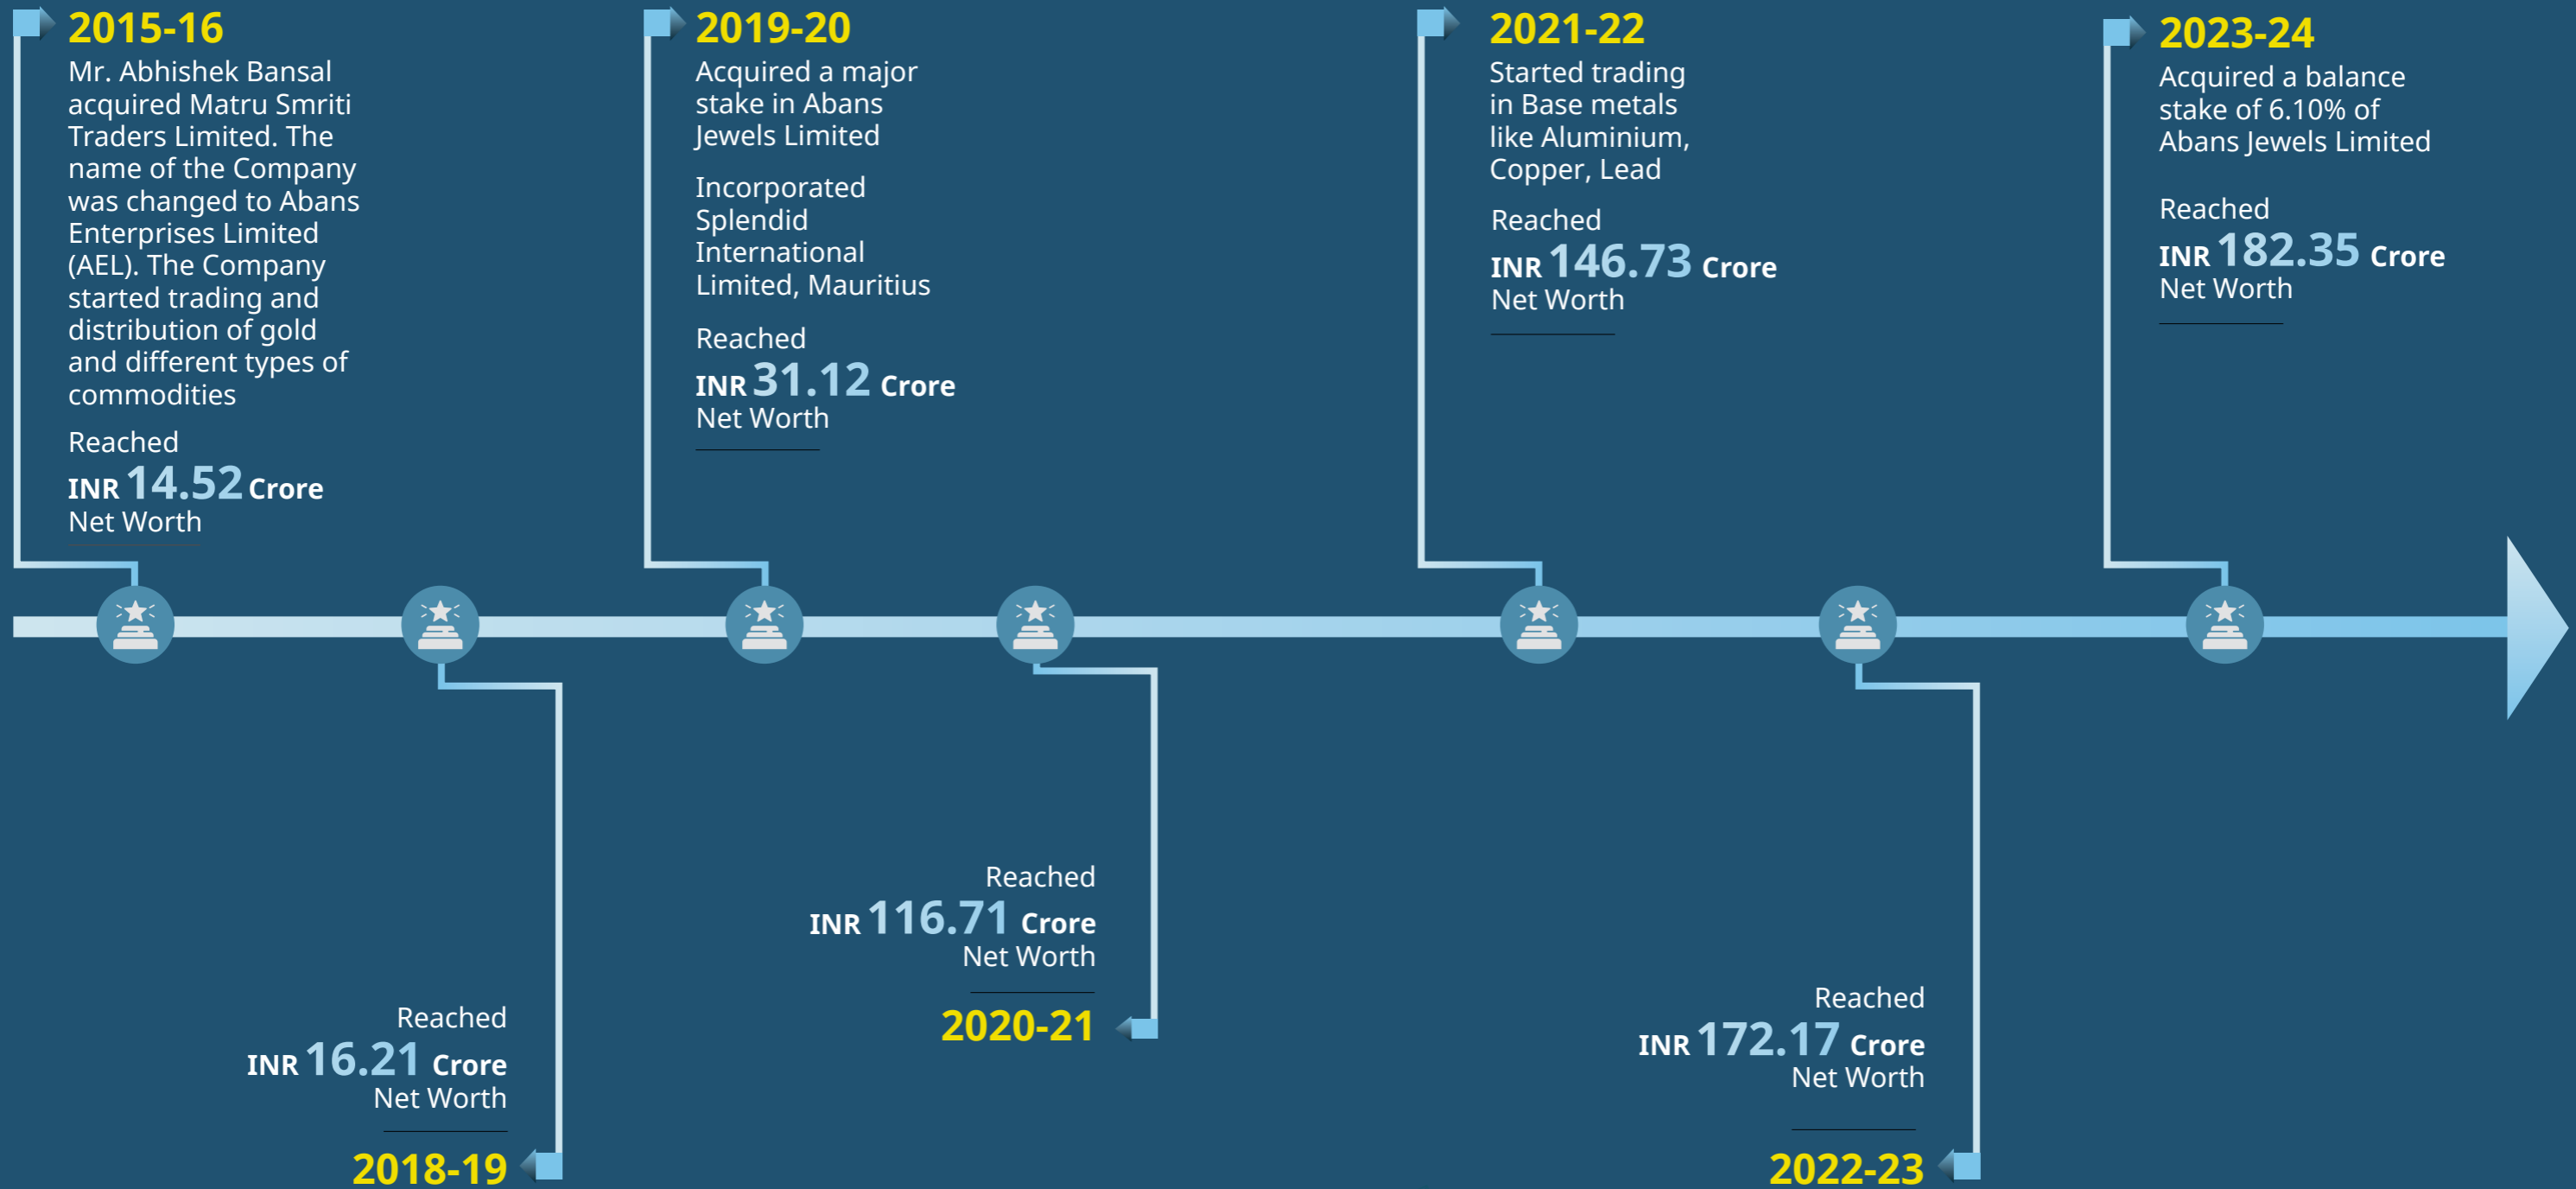 2015-16
Mr. Abhishek Bansal
acquired Matru Smriti
Traders Limited. The
name of the Company
was changed to Abans
Enterprises Limited
(AEL). The Company
started trading and
distribution of gold
and different types of
commodities
Reached
INR 14.52 Crore
Net Worth
Reached
INR 16.21 Crore
Net Worth
2018-19
2019-20
Acquired a major
stake in Abans
Jewels Limited
Incorporated
Splendid
International
Limited, Mauritius
Reached
INR 31.12 Crore
Net Worth
Reached
INR 116.71 Crore
Net Worth
2020-21
2021-22
Started trading
in Base metals
like Aluminium,
Copper, Lead
Reached
INR 146.73 Crore
Net Worth
Reached
INR 172.17 Crore
Net Worth
2022-23
2023-24
Acquired a balance
stake of 6.10% of
Abans Jewels Limited
Reached
INR 182.35 Crore
Net Worth